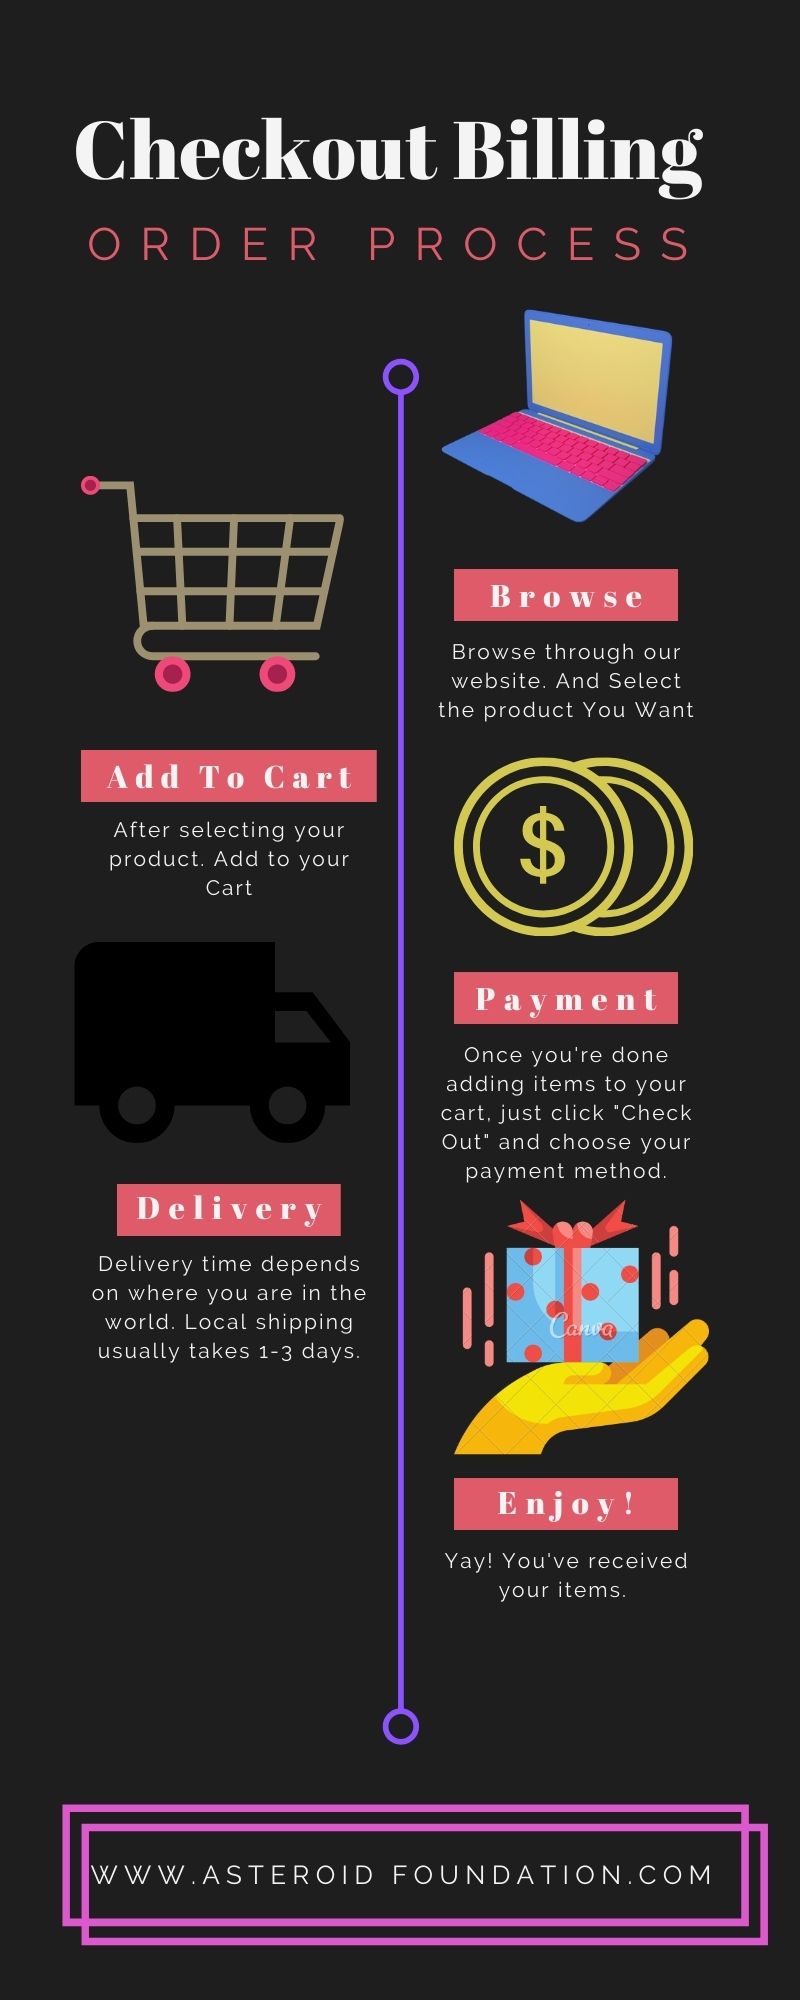 Checkout Billing
ORDER PROCESS
Browse
Browse through our
website. And Select
the product You Want
Add To Cart
After selecting your
product. Add to your
Cart
$
Payment
Once you're done
adding items to your
cart, just click "Check
Out" and choose your
payment method.
Delivery
Delivery time depends
on where you are in the
world. Local shipping
usually takes 1-3 days.
Canva
Enjoy!
Yay! You've received
your items.
WWW.ASTEROID FOUNDATION.COM